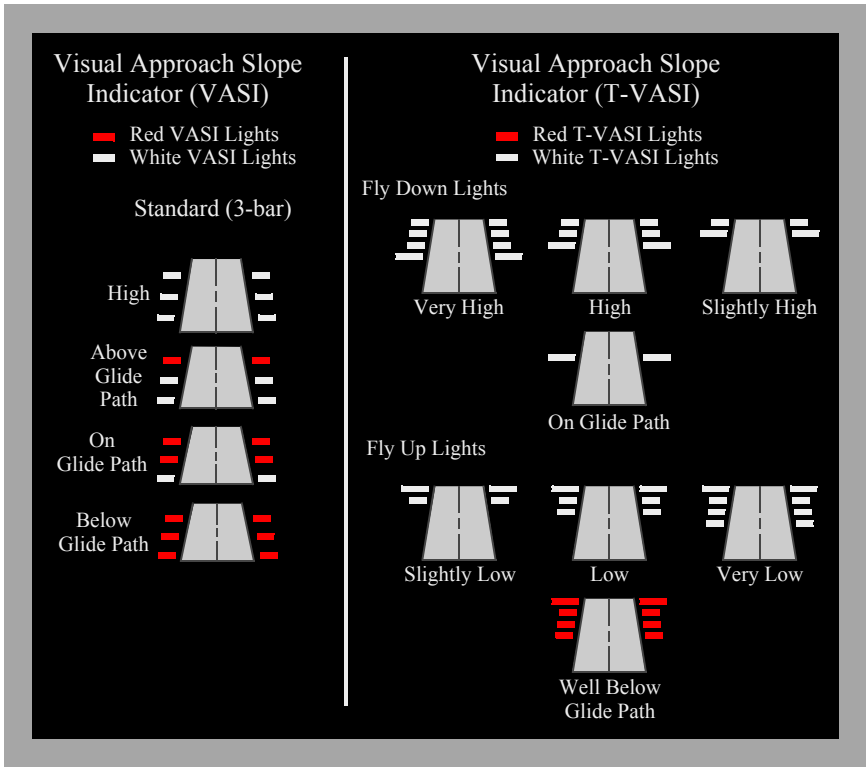 Visual Approach Slope
Indicator (VASI)
Red VASI Lights
White VASI Lights
Standard (3-bar)
High
Above
Glide
Path
On
Glide Path
Below
Glide Path
Visual Approach Slope
Indicator (T-VASI)
Red T-VASI Lights
White T-VASI Lights
Fly Down Lights
Very High
High
Slightly High
On Glide Path
Fly Up Lights
Slightly Low
Low
Very Low
Well Below
Glide Path